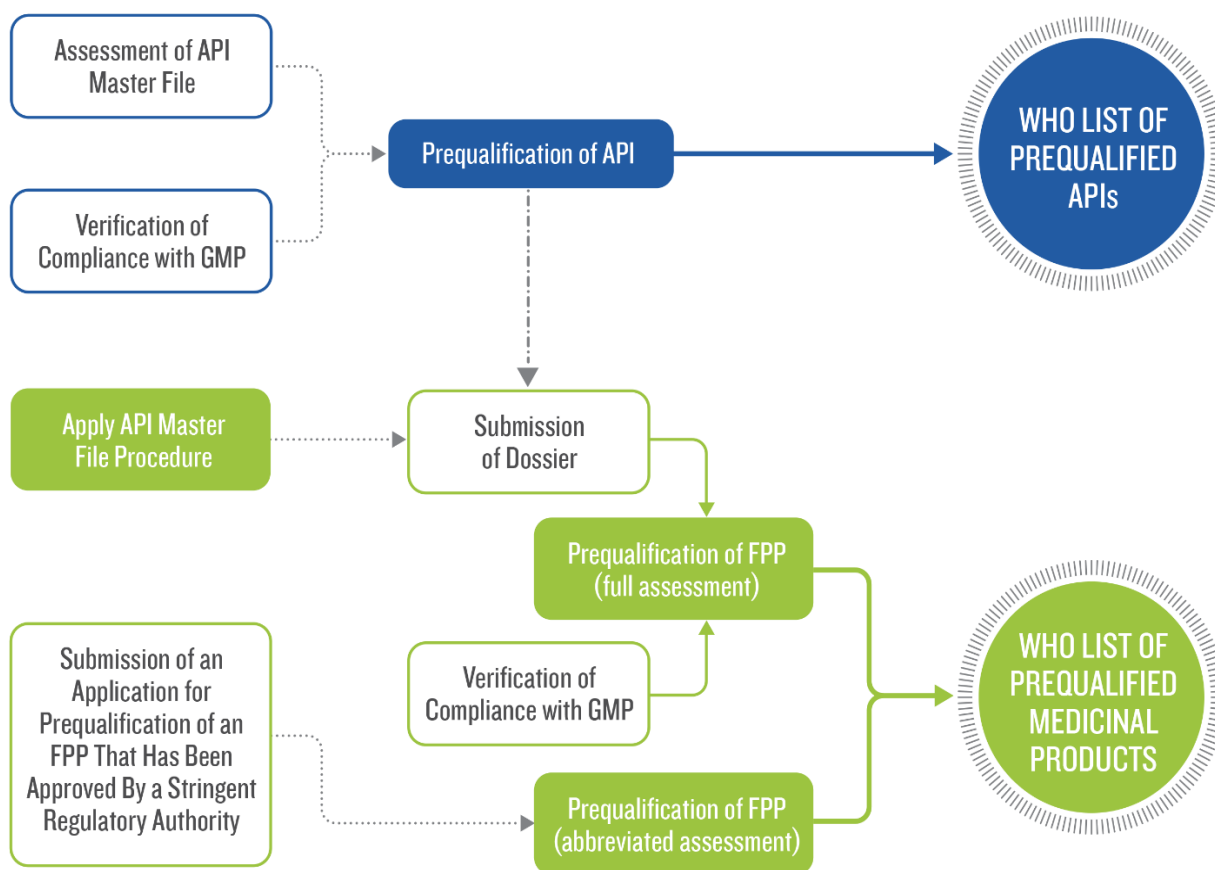 Assessment of API
Master File
Verification of
Compliance with GMP
Prequalification of API
WHO LIST OF
PREQUALIFIED
APIs
Apply API Master
File Procedure
Submission
of Dossier
Prequalification of FPP
(full assessment)
Verification of
Compliance with GMP
Submission of an
Application for
Prequalification of an
FPP That Has Been
Approved By a Stringent
Regulatory Authority
Prequalification of FPP
(abbreviated assessment)
WHO LIST OF
PREQUALIFIED
MEDICINAL
PRODUCTS